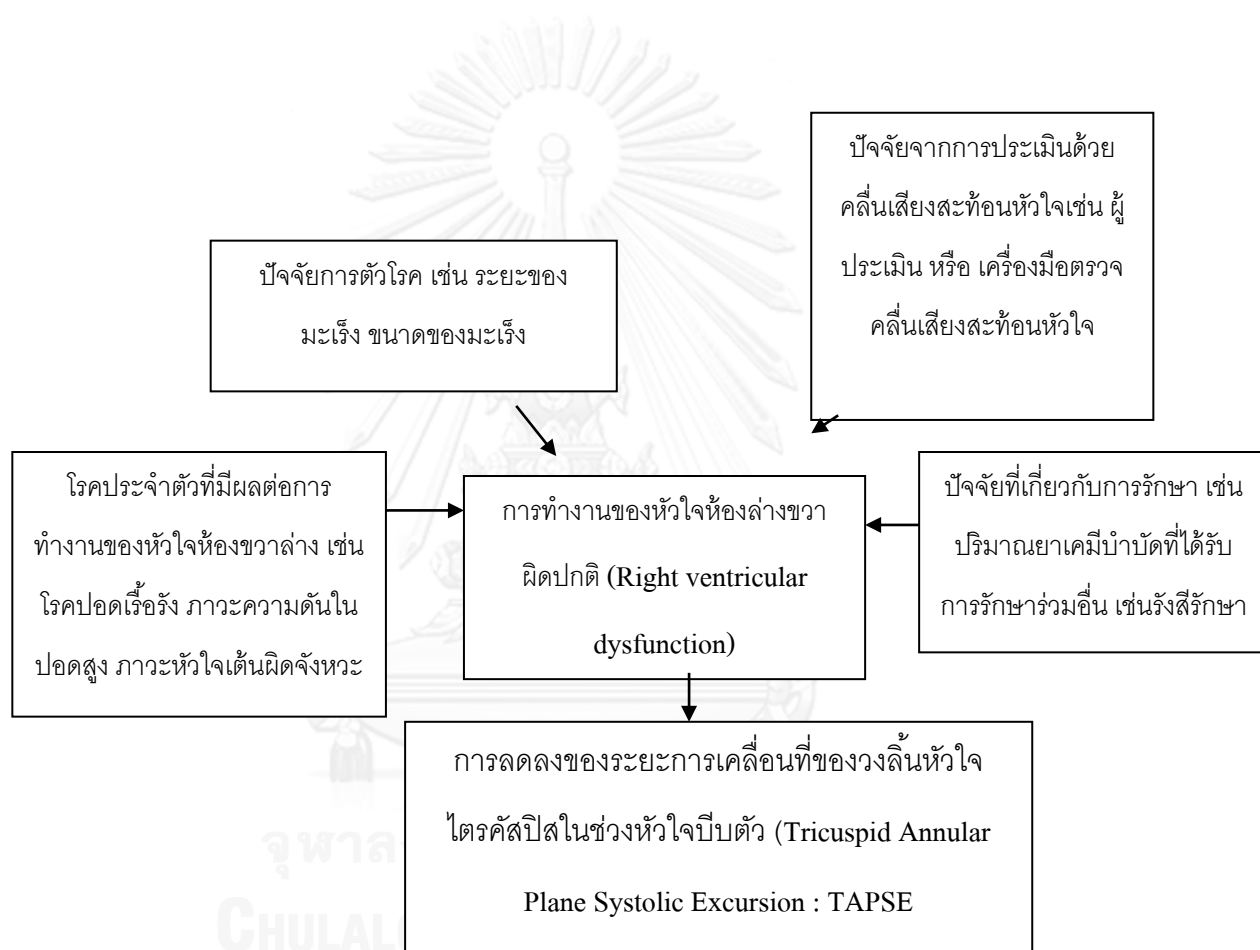 ปัจจัยจากการประเมินด้วย
คลื่นเสียงสะท้อนหัวใจเช่น ผู้
ประเมิน หรือ เครื่องมือตรวจ
คลื่นเสียงสะท้อนหัวใจ
ปัจจัยการตัวโรค เช่น ระยะของ
มะเร็ง ขนาดของมะเร็ง
โรคประจำตัวที่มีผลต่อการ
ทำงานของหัวใจห้องขวาล่าง เช่น
โรคปอดเรื้อรัง ภาวะความดันใน
ปอดสูง ภาวะหัวใจเต้นผิดจังหวะ
การทำงานของหัวใจห้องล่างขวา
ผิดปกติ (Right ventricular
dysfunction)
ปัจจัยที่เกี่ยวกับการรักษา เช่น
ปริมาณยาเคมีบำบัดที่ได้รับ
การรักษาร่วมอื่น เช่นรังสีรักษา
การลดลงของระยะการเคลื่อนที่ของวงลิ้นหัวใจ
ไตรคัสปิสในช่วงหัวใจบีบตัว (Tricuspid Annular
Plane Systolic Excursion : TAPSE
จุฬาล
CHULAL